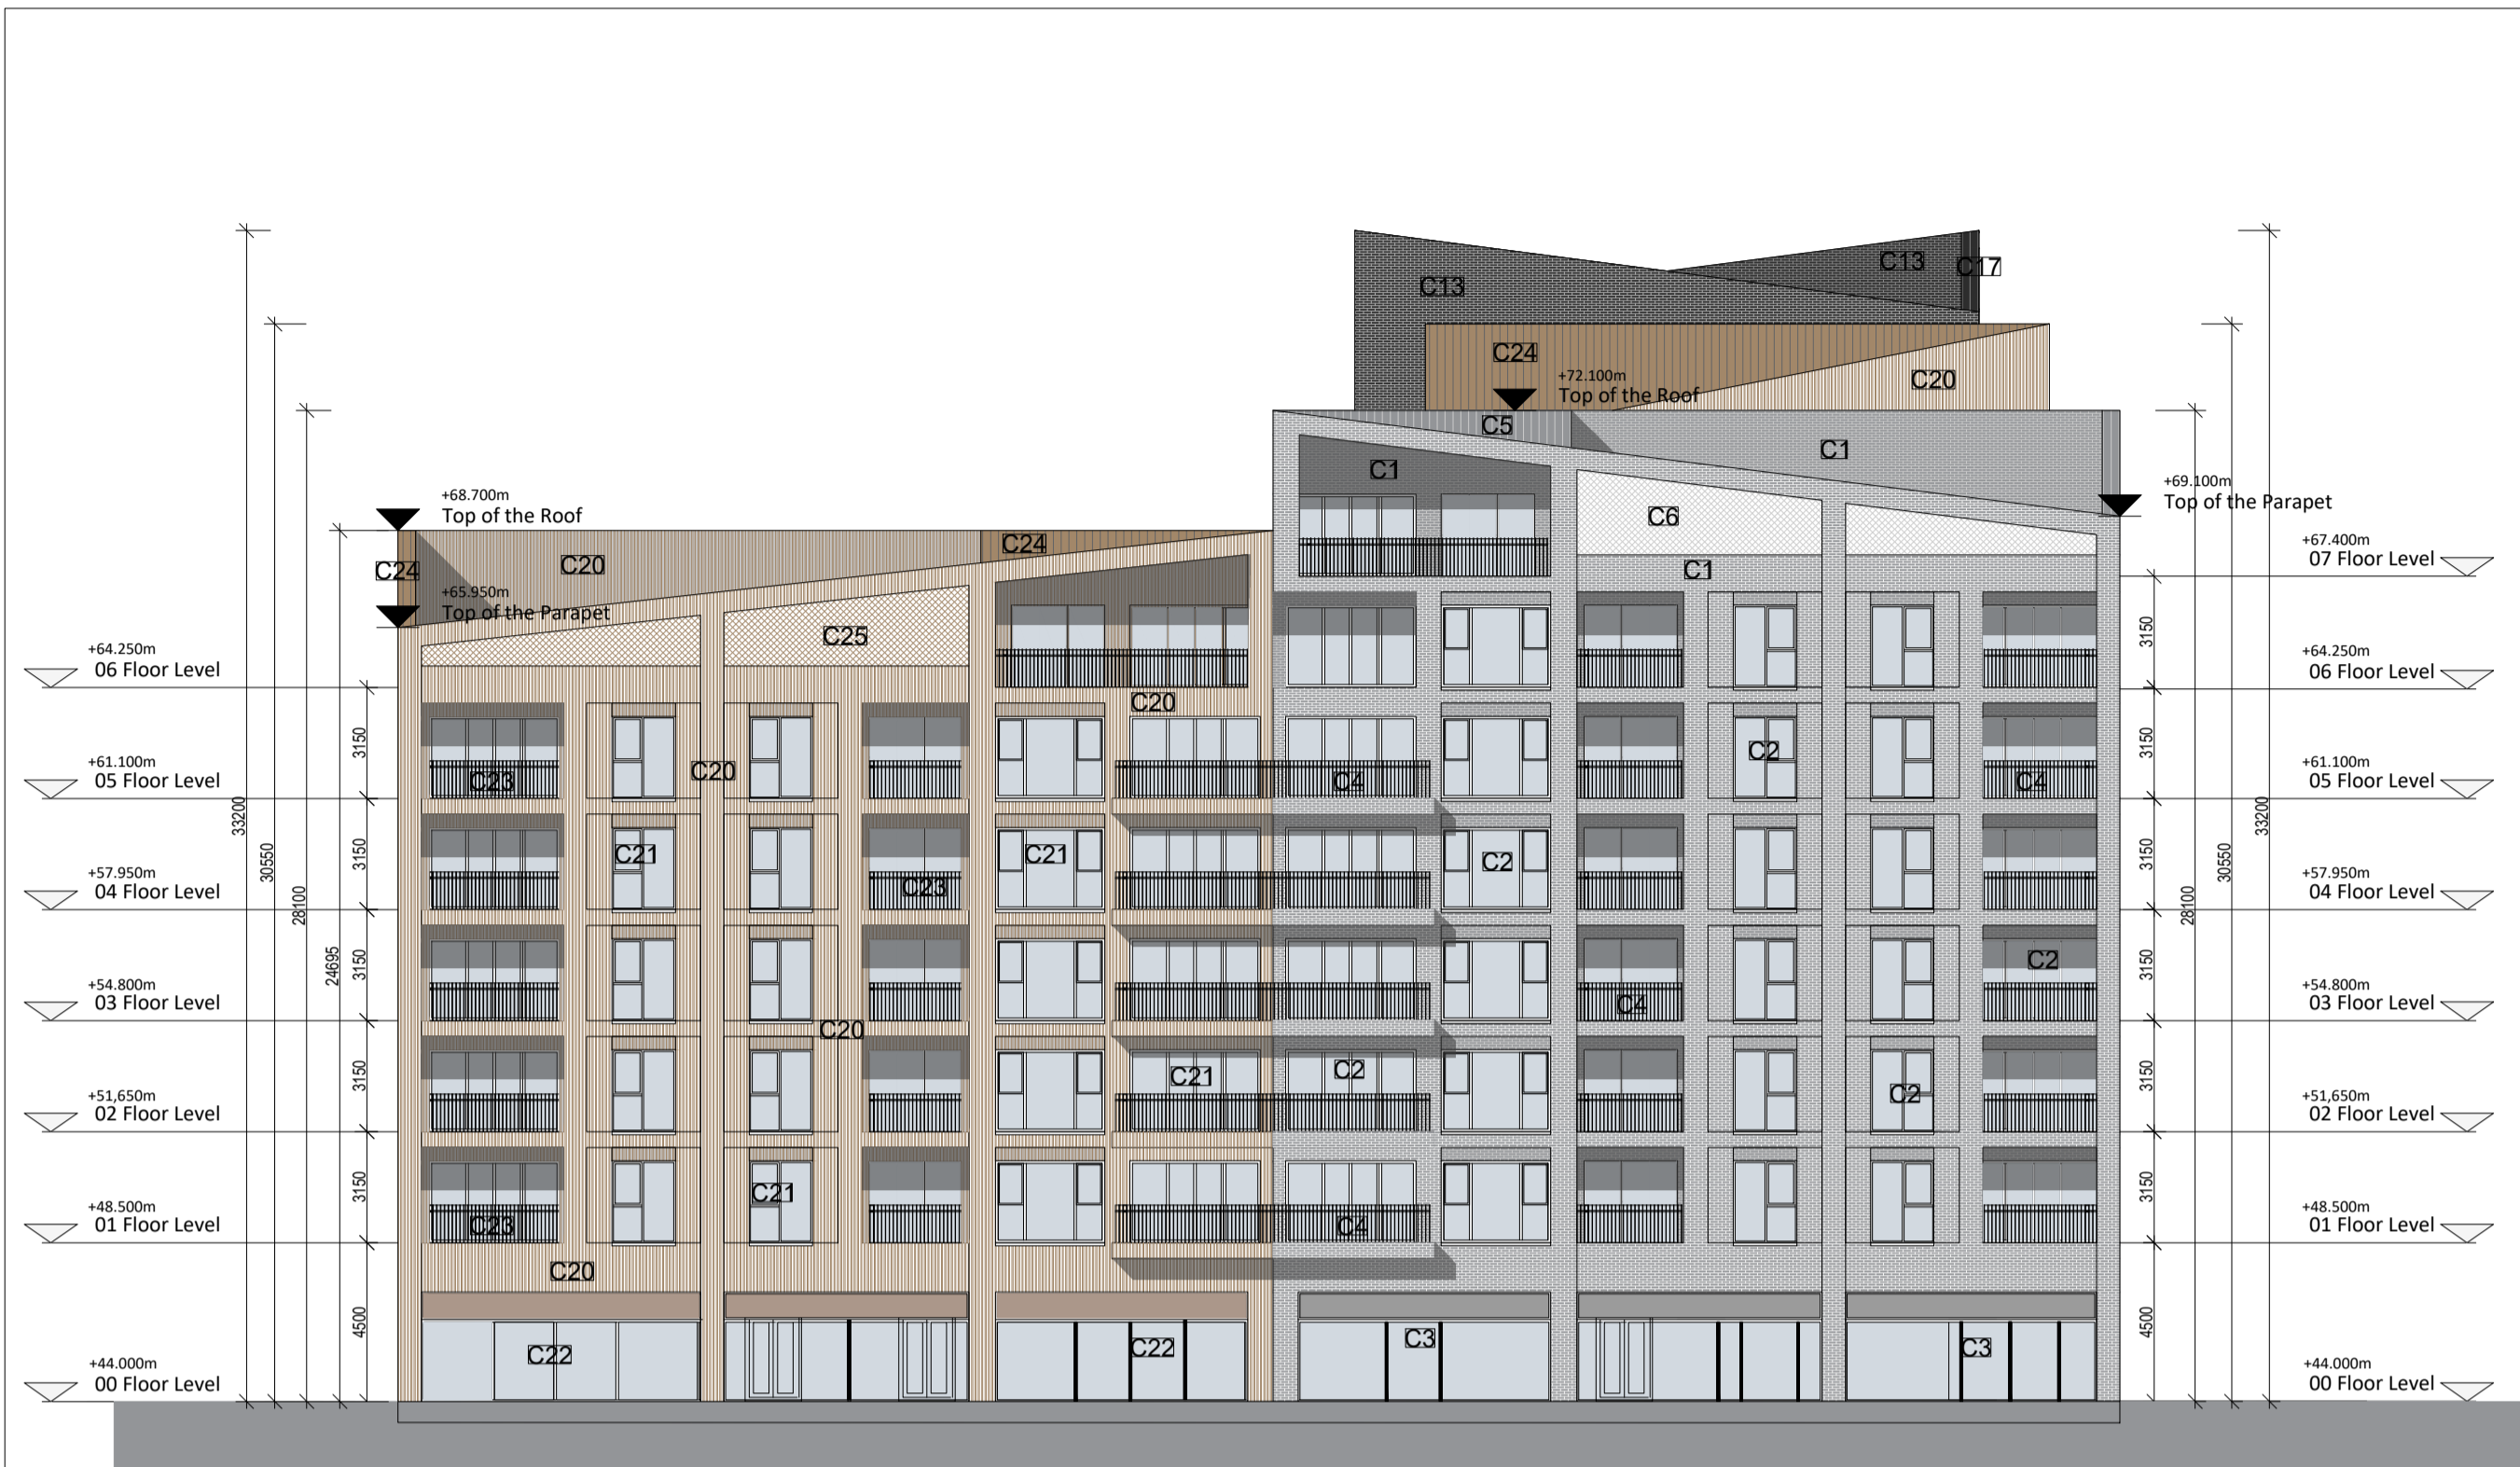 C13
C13
C17
C24
+72.100m
Top of the Roof
C20
C5
C1
C1
+69.100m
Top of the Parapet
+68.700m
Top of the Roof
C6
C20
C24
C24
C1
+67.400m
07 Floor Level
+65.950m
Top of the Parapet
C25
3150
+64.250m
06 Floor Level
+64.250m
06 Floor Level
C20
3150
C2
3150
+61.100m
05 Floor Level
C23
C20
C4
C4
+61.100m
05 Floor Level
33200
33200
30550
30550
3150
C21
C21
C2
3150
+57.950m
04 Floor Level
C23
+57.950m
04 Floor Level
28100
28100
24695
3150
C2
3150
+54.800m
03 Floor Level
C4
+54.800m
03 Floor Level
C20
3150
C21
C2
C2
3150
+51,650m
02 Floor Level
+51,650m
02 Floor Level
3150
C21
3150
+48.500m
01 Floor Level
C23
C4
+48.500m
01 Floor Level
C20
4500
4500
C22
C22
C3
C3
+44.000m
00 Floor Level
+44.000m
00 Floor Level